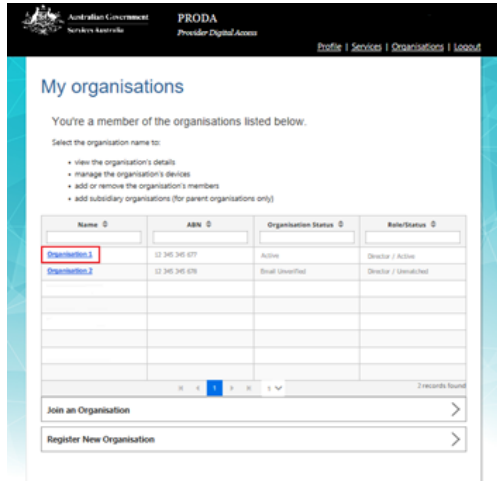 Australian Government
Services Australia
PRODA
Provider Digital Access
Profile | Services | Organisations | Logout
My organisations
You're a member of the organisations listed below.
Select the organisation name to:
• view the organisation's details
• manage the organisation's devices
• add or remove the organisation's members
• add subsidiary organisations (for parent organisations only)
Name ABN Organisation Status Role/Status
Organisation 1 12 345 345 677 Active Director / Active
Organisation 2 12 345 345 678 Email Unverified Director / Unmatched
1 5
2 records found
Join an Organisation
Register New Organisation